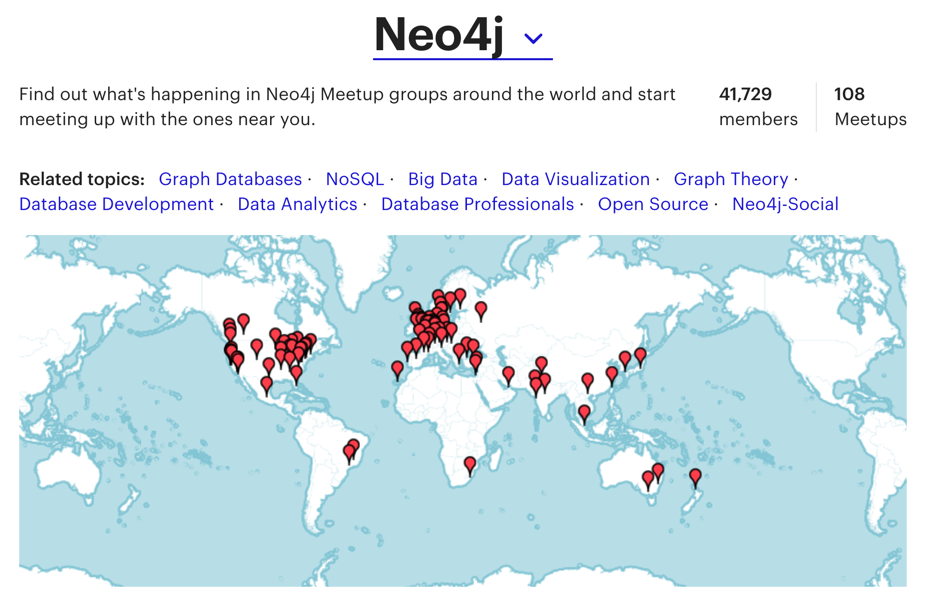 Neo4j
Find out what's happening in Neo4j Meetup groups around the world and start
meeting up with the ones near you.
41,729
members
108
Meetups
Related topics: Graph Databases · NoSQL · Big Data · Data Visualization · Graph Theory ·
Database Development · Data Analytics · Database Professionals · Open Source · Neo4j-Social